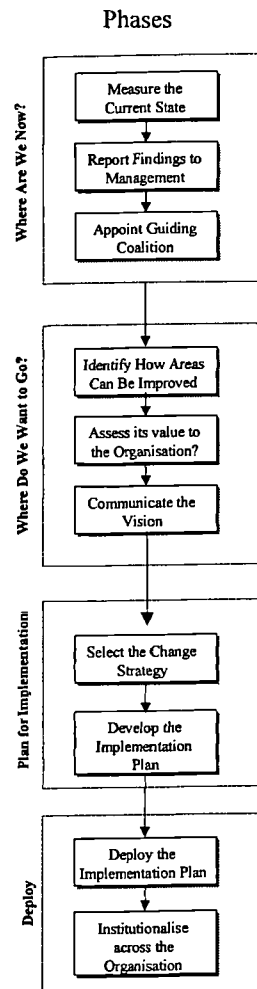 Phases
Where Are We Now?
Measure the
Current State
Report Findings to
Management
Appoint Guiding
Coalition
Where Do We Want to Go?
Identify How Areas
Can Be Improved
Assess its value to
the Organisation?
Communicate the
Vision
Plan for Implementation
Select the Change
Strategy
Develop the
Implementation
Plan
Deploy
Deploy the
Implementation Plan
Institutionalise
across the
Organisation